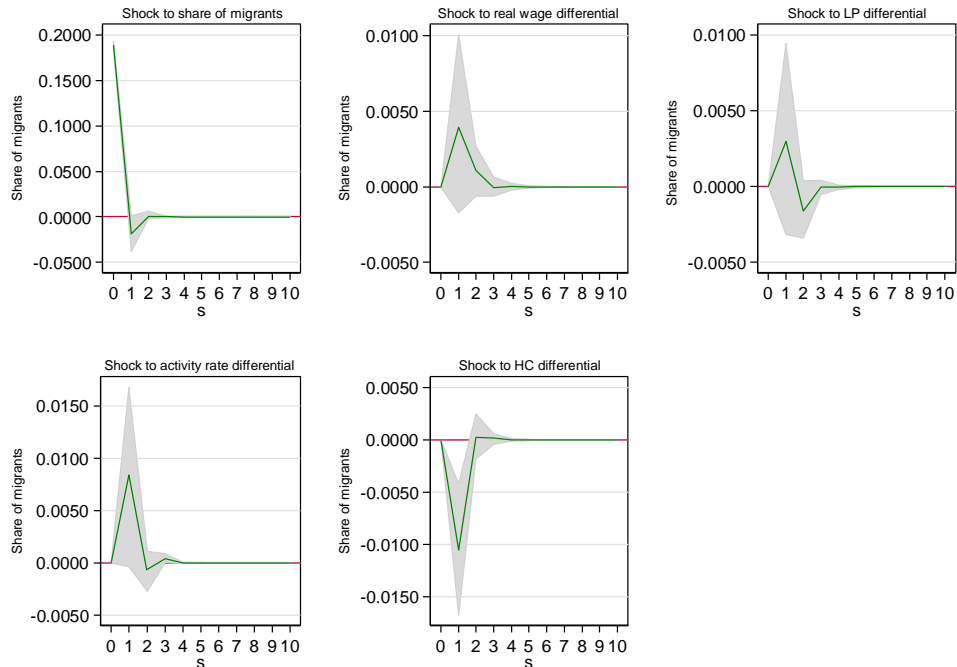 Shock to share of migrants
Share of migrants
0.2000
0.1500
0.1000
0.0500
0.0000
-0.0500
0 1 2 3 4 5 6 7 8 9 10
s
Shock to real wage differential
Share of migrants
0.0100
0.0050
0.0000
-0.0050
0 1 2 3 4 5 6 7 8 9 10
s
Shock to LP differential
Share of migrants
0.0100
0.0050
0.0000
-0.0050
0 1 2 3 4 5 6 7 8 9 10
s
Shock to activity rate differential
Share of migrants
0.0150
0.0100
0.0050
0.0000
-0.0050
0 1 2 3 4 5 6 7 8 9 10
s
Shock to HC differential
Share of migrants
0.0050
0.0000
-0.0050
-0.0100
-0.0150
0 1 2 3 4 5 6 7 8 9 10
s